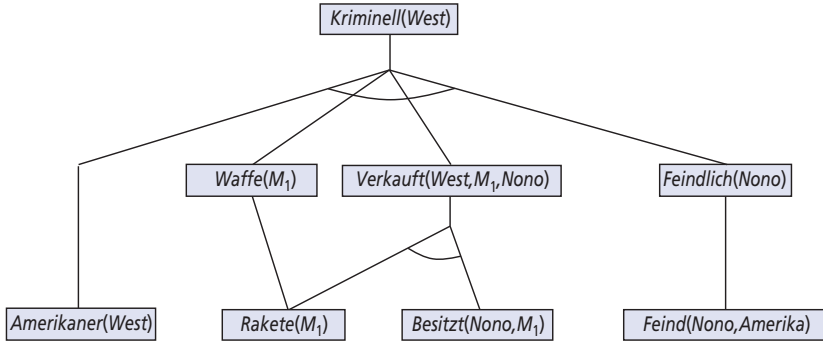 Kriminell(West)
Waffe(M₁)
Verkauft(West,M₁,Nono)
Feindlich(Nono)
Amerikaner(West)
Rakete(M₁)
Besitzt(Nono,M₁)
Feind(Nono,Amerika)